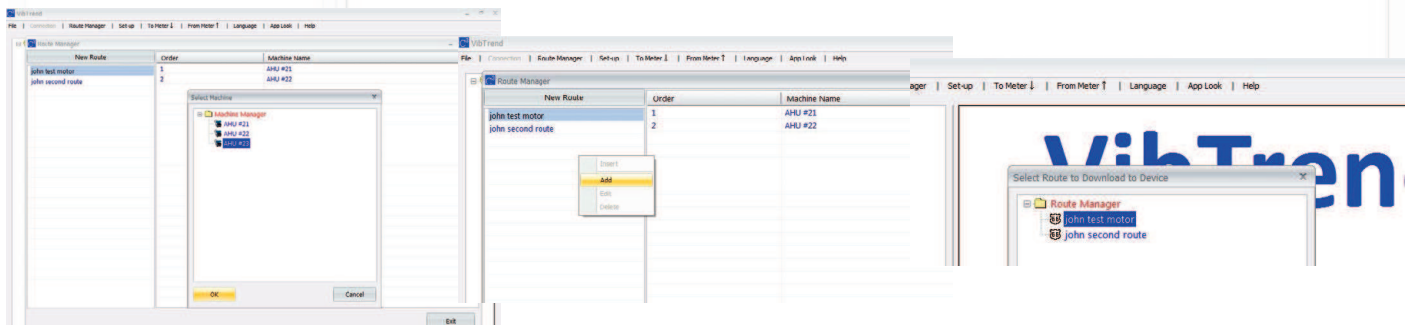 VibTrend
File | Connection | Route Manager | Set-up | To Meter ↓ | From Meter ↑ | Language | App Look | Help
Route Manager
New Route
Order
Machine Name
john test motor
1
AHU #21
john second route
2
AHU #22
Select Machine
Machine Manager
AHU #21
AHU #22
AHU #23
OK
Cancel
Exit
VibTrend
File | Connection | Route Manager | Set-up | To Meter ↓ | From Meter ↑ | Language | App Look | Help
Route Manager
New Route
Order
Machine Name
john test motor
1
AHU #21
john second route
2
AHU #22
Insert
Add
Edit
Delete
ager | Set-up | To Meter ↓ | From Meter ↑ | Language | App Look | Help
VibTren
Select Route to Download to Device
Route Manager
john test motor
john second route